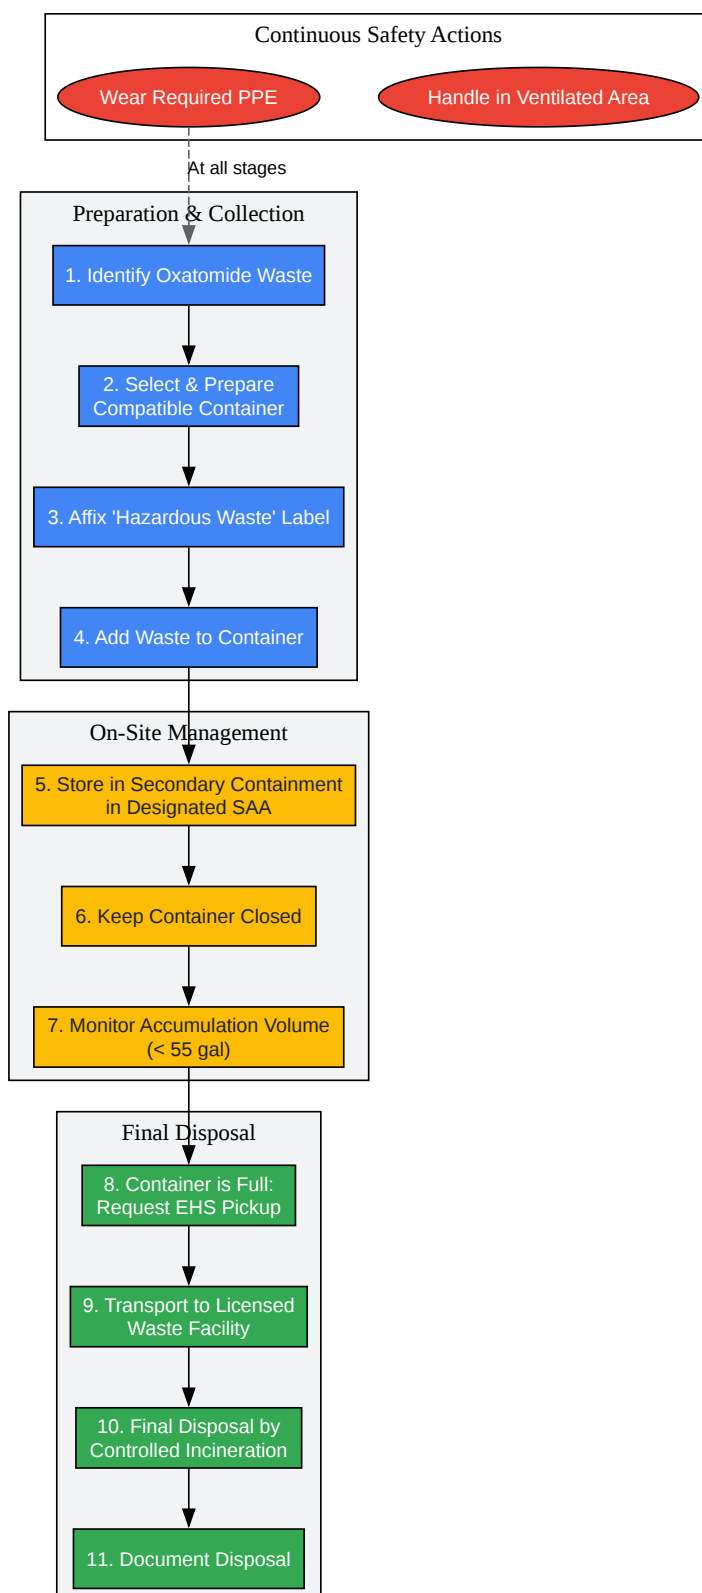 Continuous Safety Actions
Wear Required PPE
Handle in Ventilated Area
At all stages
Preparation & Collection
1. Identify Oxatomide Waste
2. Select & Prepare
Compatible Container
3. Affix 'Hazardous Waste' Label
4. Add Waste to Container
On-Site Management
5. Store in Secondary Containment
in Designated SAA
6. Keep Container Closed
7. Monitor Accumulation Volume
(< 55 gal)
Final Disposal
8. Container is Full:
Request EHS Pickup
9. Transport to Licensed
Waste Facility
10. Final Disposal by
Controlled Incineration
11. Document Disposal